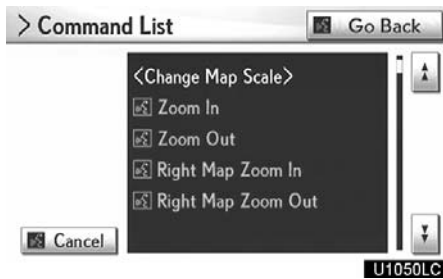 > Command List
Go Back
<Change Map Scale>
Zoom In
Zoom Out
Right Map Zoom In
Right Map Zoom Out
Cancel
U1050LC